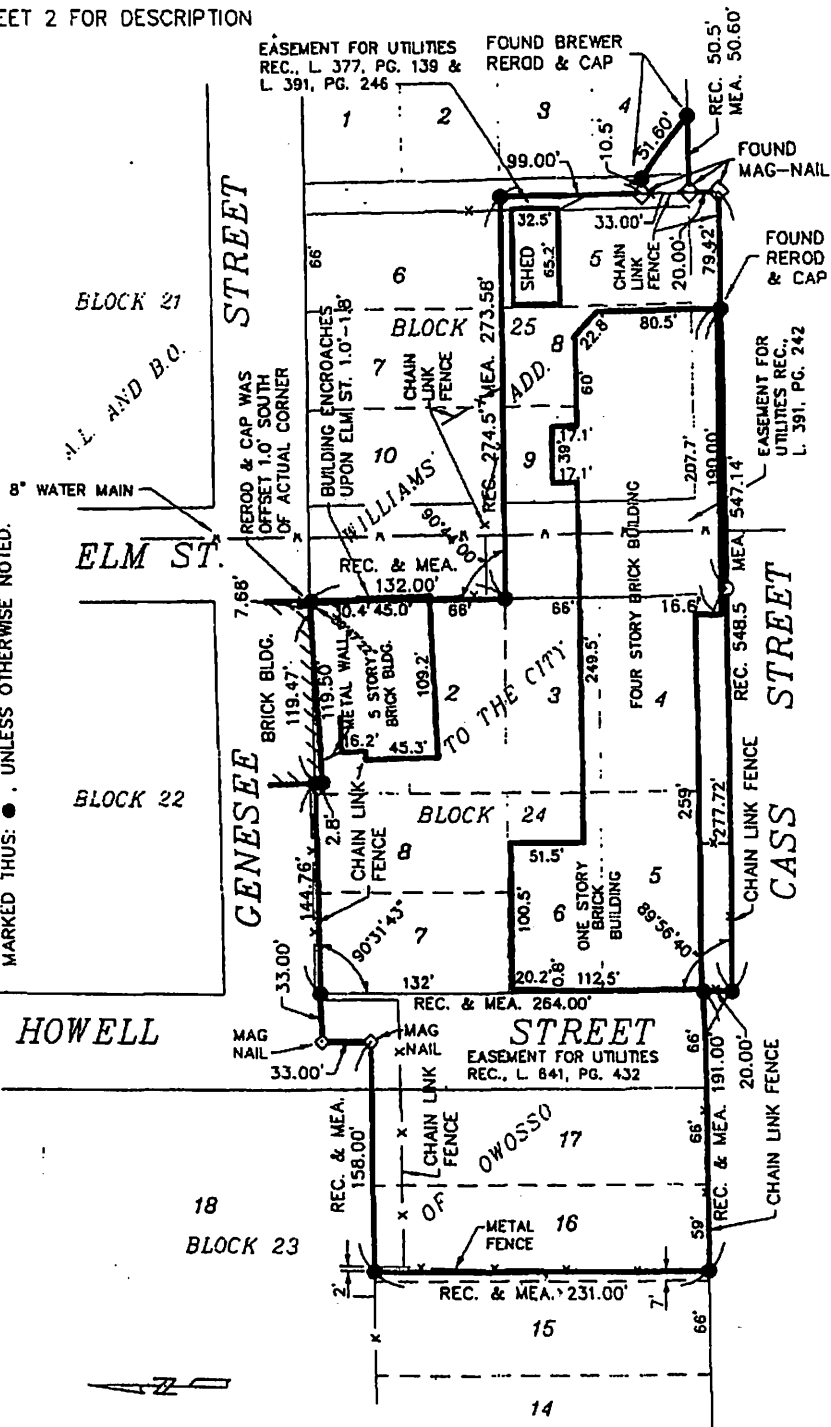 EET 2 FOR DESCRIPTION
EASEMENT FOR UTILITIES
REC., L. 377, PG. 139 &
L. 391, PG. 246
FOUND BREWER
REROD & CAP
REC. 50.5'
MEA. 50.60'
1
2
3
4
10.5'
51.60'
99.00'
FOUND
MAG-NAIL
STREET
66'
32.5'
SHED
65.2'
5
CHAIN
LINK
FENCE
33.00'
20.00'
79.42'
FOUND
REROD
& CAP
6
BLOCK 21
BLOCK 25
A.L. AND B.O.
WILLIAMS'
ADD.
TO THE CITY
OF OWOSSO
7
CHAIN
LINK
FENCE
8
22.8'
80.5'
60'
REC. 274.5' MEA. 273.58'
EASEMENT FOR
UTILITIES REC.,
L. 391, PG. 242
REROD & CAP WAS
OFFSET 1.0' SOUTH
OF ACTUAL CORNER
BUILDING ENCROACHES
UPON ELM ST. 1.0'-1.8'
10
9
17.1'
39'
17.1'
207.7'
190.00'
8" WATER MAIN
ELM ST.
REC. & MEA.
132.00'
REC. 548.5 MEA. 547.14'
MARKED THUS: ●, UNLESS OTHERWISE NOTED.
7.68'
45.0'
66'
66'
16.6'
FOUR STORY BRICK BUILDING
BRICK BLDG.
119.47'
119.50'
METAL WALL
5 STORY
BRICK BLDG.
109.2'
2
3
4
249.5'
STREET
16.2'
45.3'
1
GENESEE
BLOCK 22
2.8'
CHAIN LINK
FENCE
BLOCK 24
259'
277.72'
CHAIN LINK FENCE
CASS
8
144.76'
51.5'
5
100.5'
6
ONE STORY
BRICK
BUILDING
7
90°31'43"
89°56'40"
33.00'
132'
20.2'
0.8'
112.5'
REC. & MEA. 264.00'
HOWELL
STREET
MAG
NAIL
MAG
NAIL
33.00'
EASEMENT FOR UTILITIES
REC., L. 641, PG. 432
66'
20.00'
REC. & MEA. 191.00'
CHAIN LINK FENCE
REC. & MEA.
158.00'
CHAIN LINK
FENCE
17
66'
18
BLOCK 23
16
METAL
FENCE
59'
2'
REC. & MEA. 231.00'
7'
15
66'
14